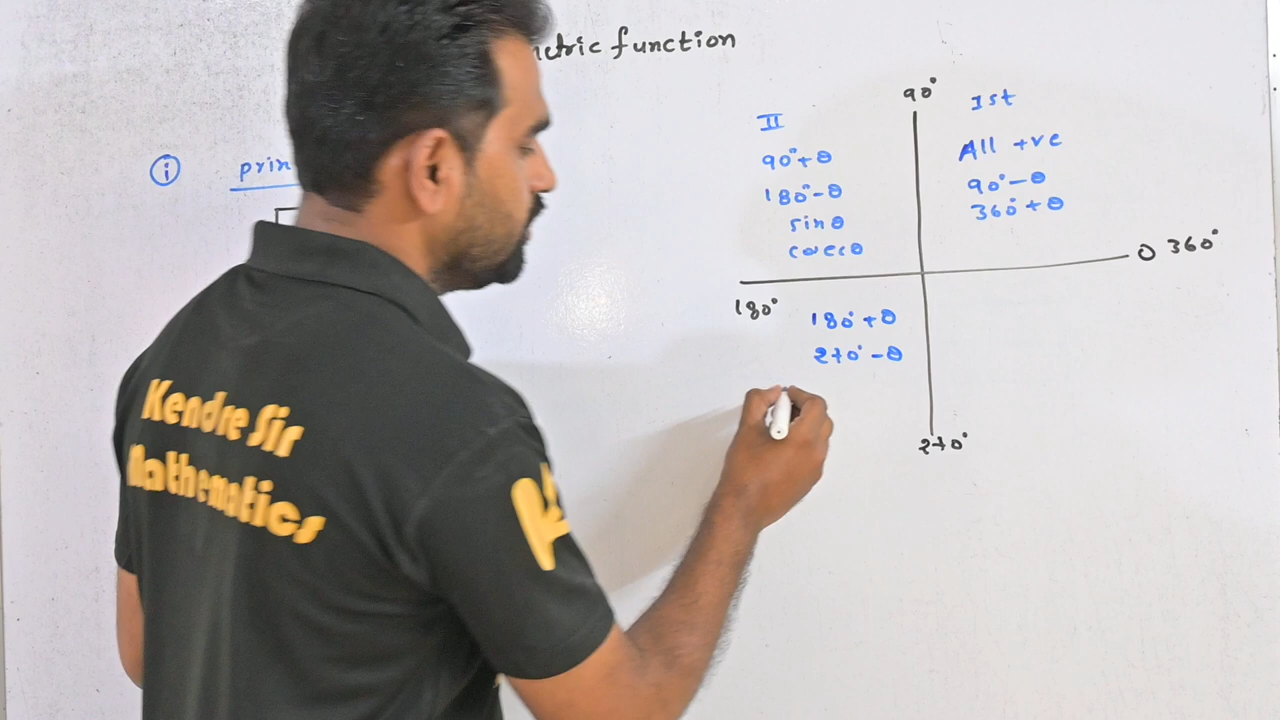 function
i prin
90°
1st
II
All +ve
90°+θ
90°-θ
180°-θ
360°+θ
sinθ
cosecθ
0 360°
180°
180°+θ
270°-θ
270°
Kendre Sir
Mathematics
K